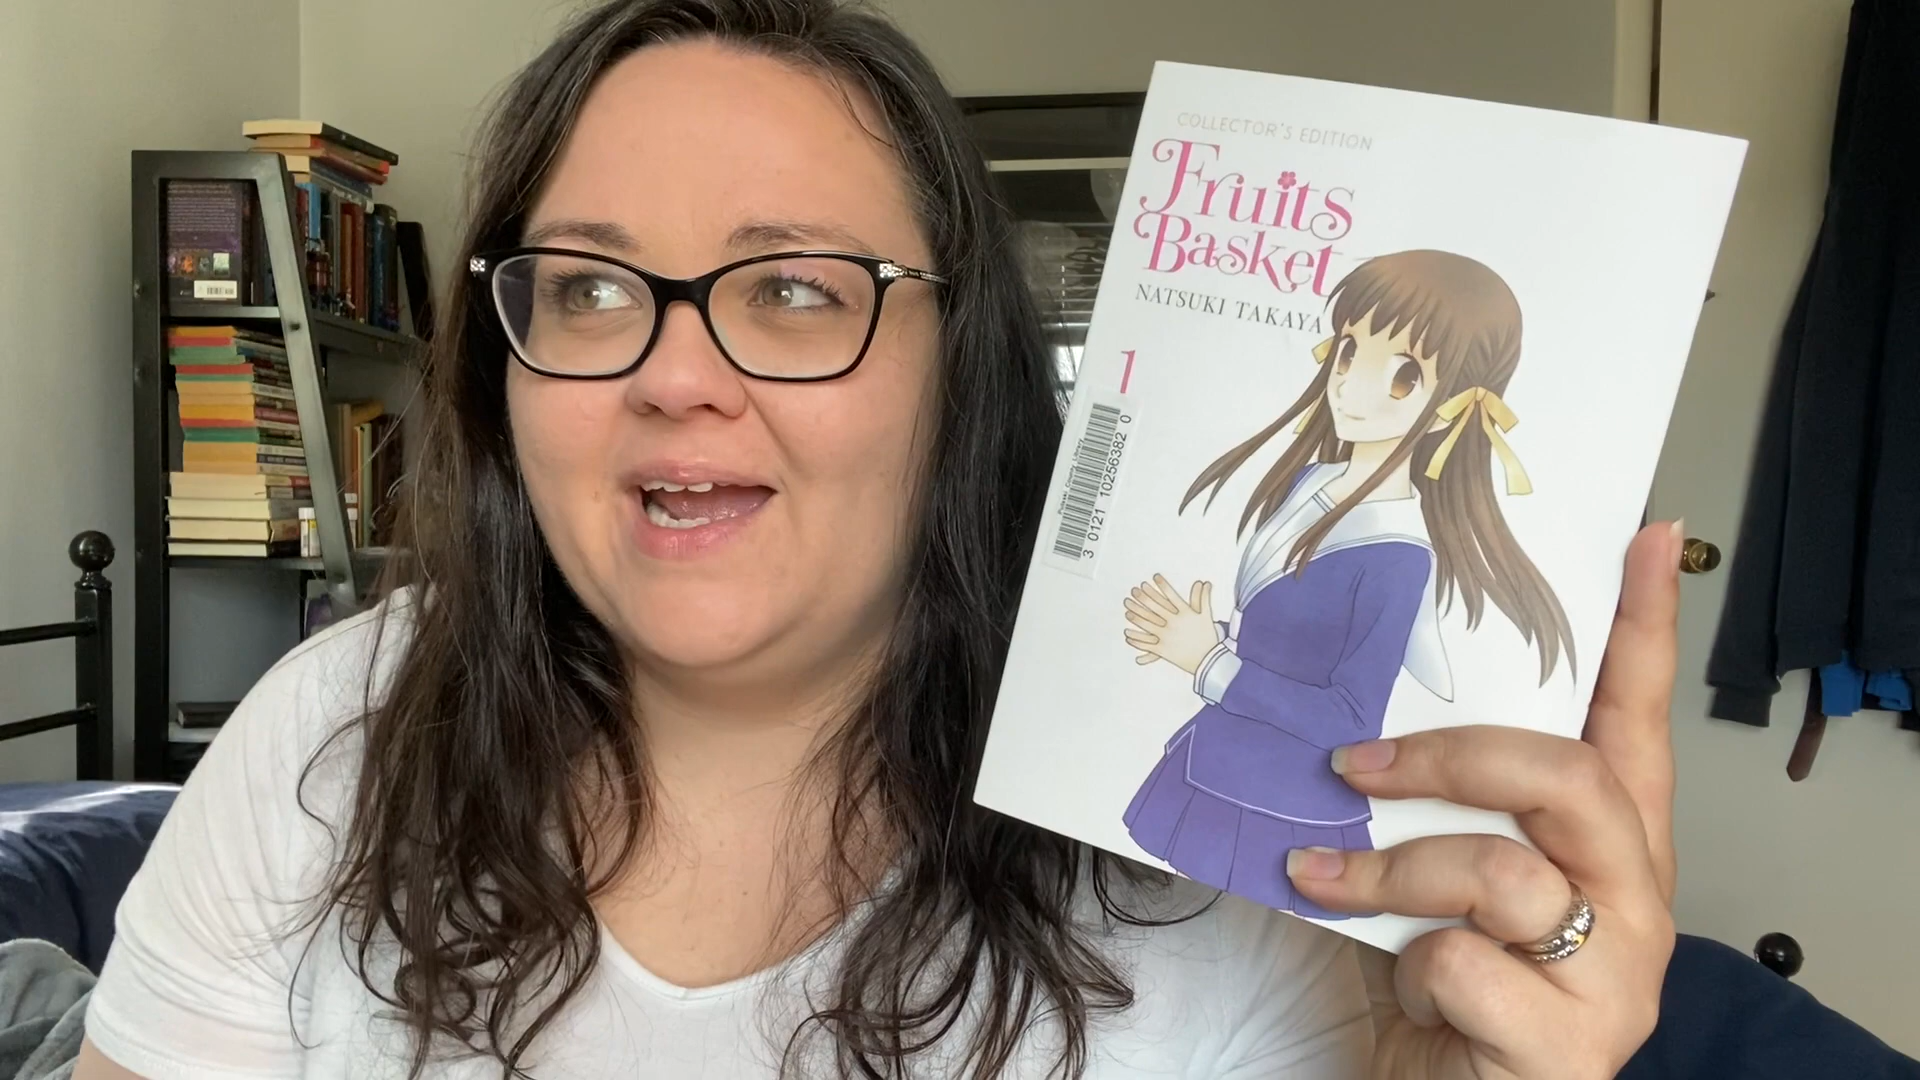 COLLECTOR'S EDITION
Fruits
Basket
NATSUKI TAKAYA
1
3 0121 10256382 0